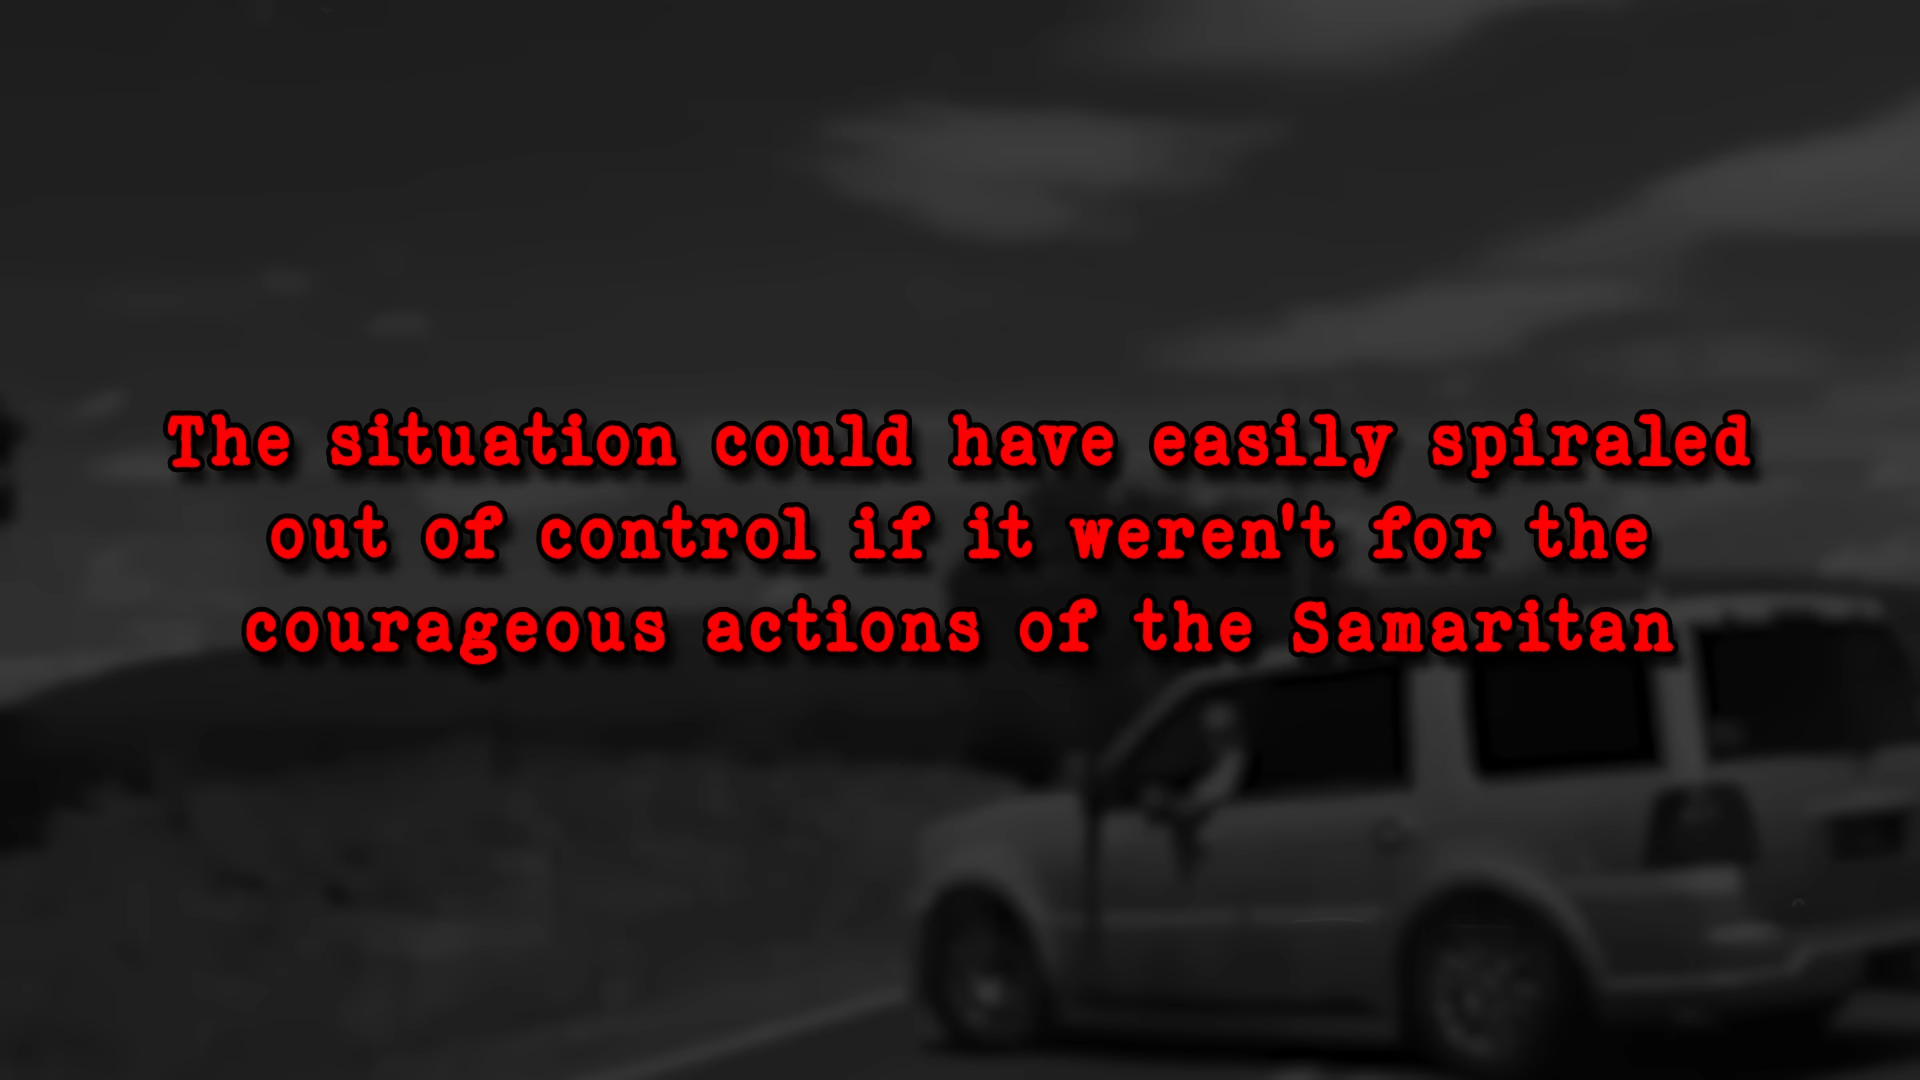 The situation could have easily spiraled
out of control if it weren't for the
courageous actions of the Samaritan